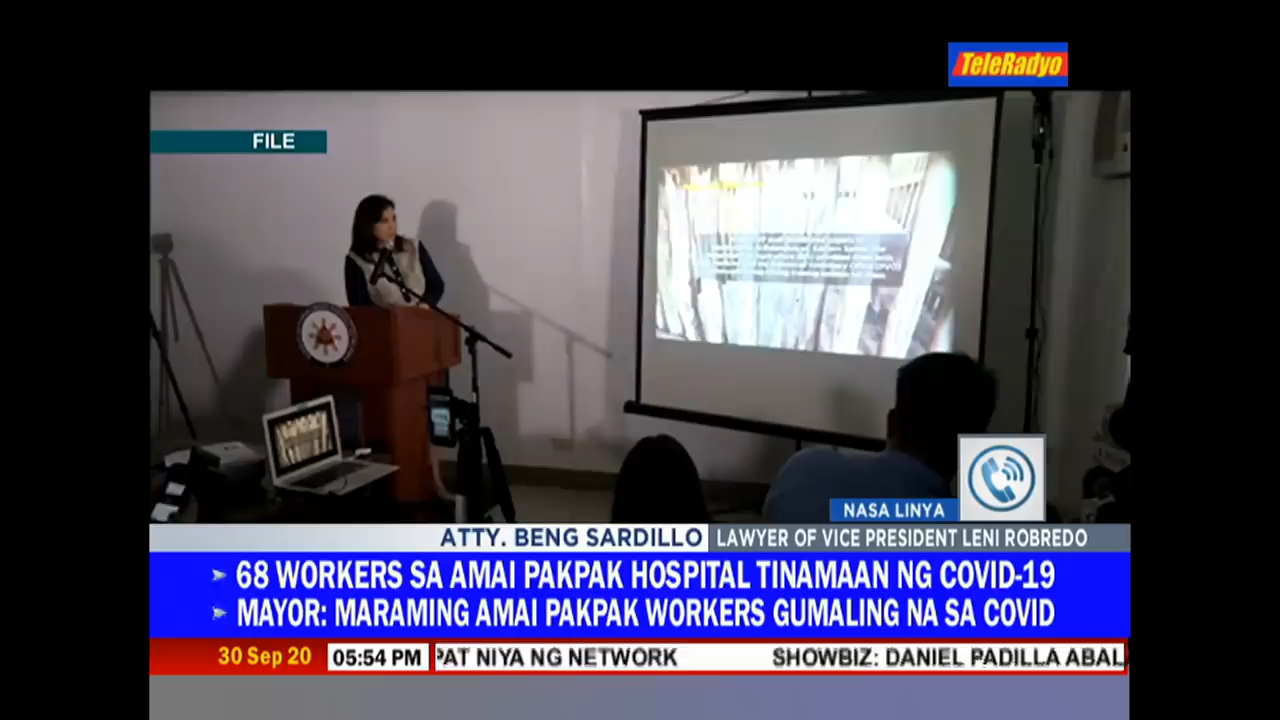 TeleRadyo
FILE
NASA LINYA
ATTY. BENG SARDILLO
LAWYER OF VICE PRESIDENT LENI ROBREDO
68 WORKERS SA AMAI PAKPAK HOSPITAL TINAMAAN NG COVID-19
MAYOR: MARAMING AMAI PAKPAK WORKERS GUMALING NA SA COVID
30 Sep 20 05:54 PM PAT NIYA NG NETWORK SHOWBIZ: DANIEL PADILLA ABAL